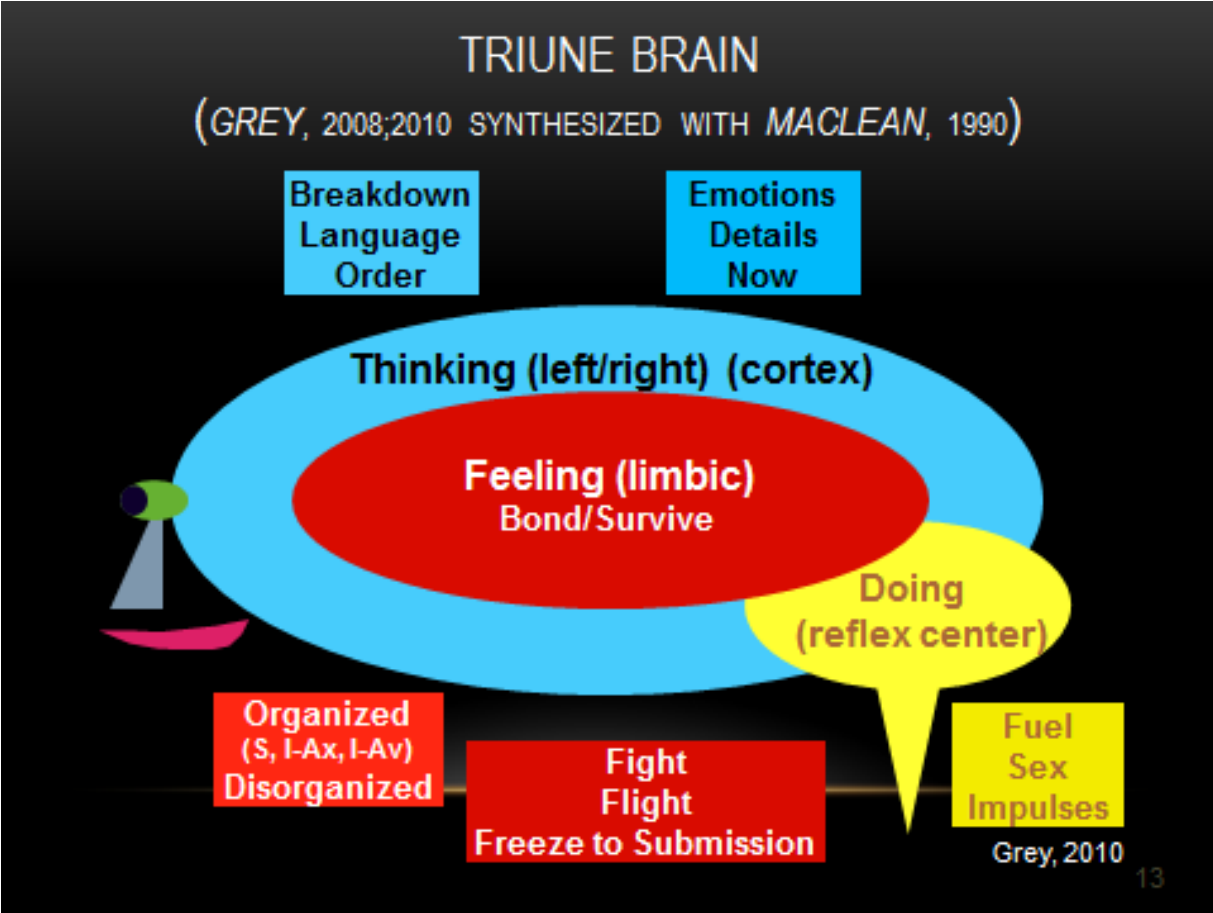 TRIUNE BRAIN
(GREY, 2008;2010 SYNTHESIZED WITH MACLEAN, 1990)
Breakdown
Language
Order
Emotions
Details
Now
Thinking (left/right) (cortex)
Feeling (limbic)
Bond/Survive
Doing
(reflex center)
Organized
(S, I-Ax, I-Av)
Disorganized
Fight
Flight
Freeze to Submission
Fuel
Sex
Impulses
Grey, 2010
13